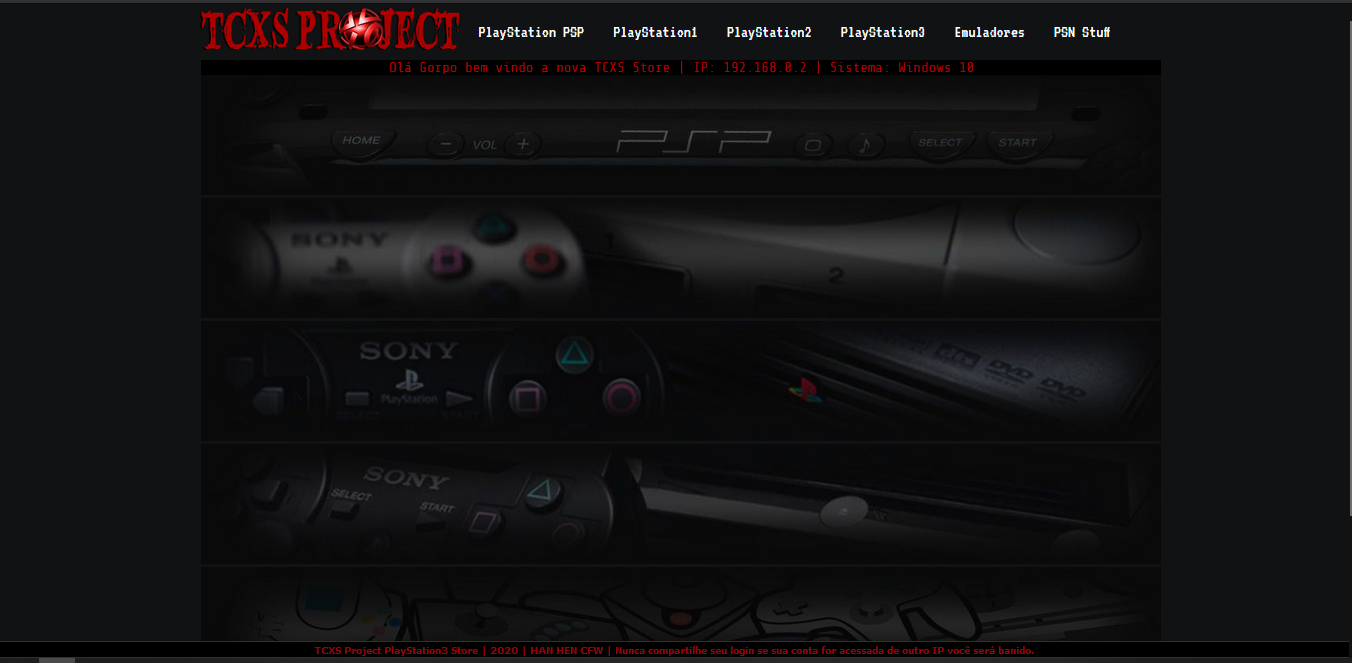 TCXS PROJECT
PlayStation PSP PlayStation1 PlayStation2 PlayStation3 Emuladores PSN Stuff
Olá Gorpo bem vindo a nova TCXS Store | IP: 192.168.0.2 | Sistema: Windows 10
HOME − VOL + PSP SELECT START
SONY 1 2
SONY dts DVD DVD
PlayStation
SELECT START
SONY
SELECT START
TCXS Project PlayStation3 Store | 2020 | HAN HEN CFW | Nunca compartilhe seu login se sua conta for acessada de outro IP você será banido.